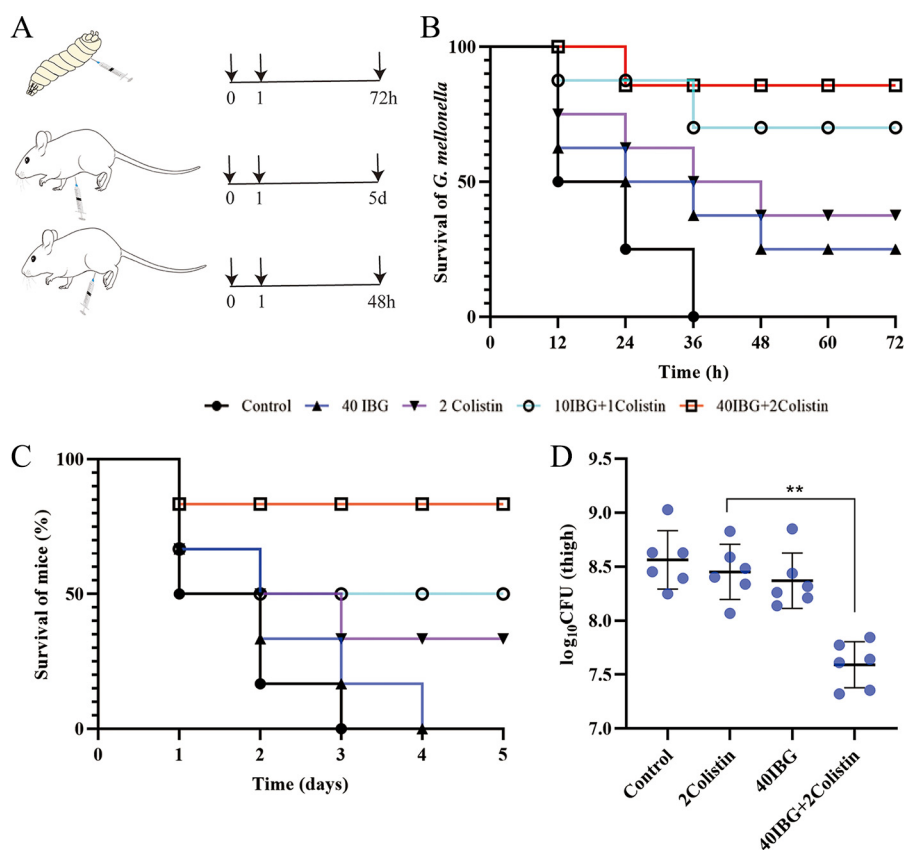 A
0 1 72h
0 1 5d
0 1 48h
B
Survival of G. mellonella
100
50
0
0 12 24 36 48 60 72
Time (h)
Control 40 IBG 2 Colistin 10IBG+1Colistin 40IBG+2Colistin
C
Survival of mice (%)
100
50
0
0 1 2 3 4 5
Time (days)
D
log10CFU (thigh)
9.5
9.0
8.5
8.0
7.5
7.0
**
Control 2Colistin 40IBG 40IBG+2Colistin